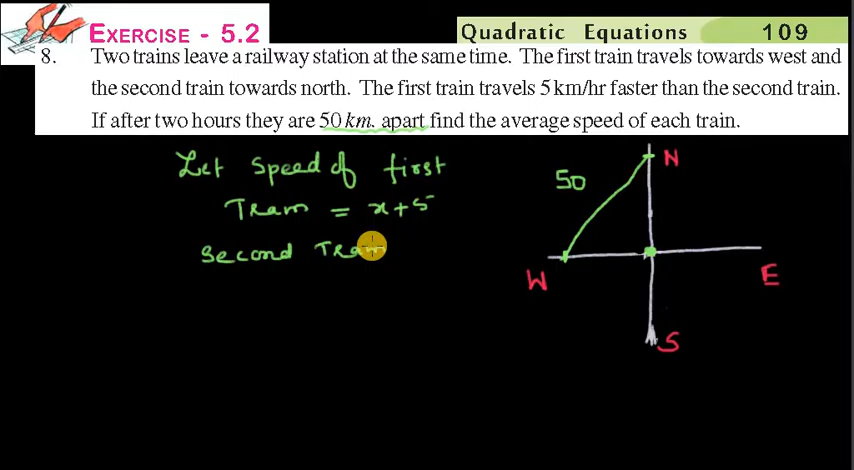 EXERCISE - 5.2
Quadratic Equations 109
8. Two trains leave a railway station at the same time. The first train travels towards west and
the second train towards north. The first train travels 5 km/hr faster than the second train.
If after two hours they are 50 km. apart find the average speed of each train.
Let speed of first
Train = x+5
second Train
50
N
W
E
S